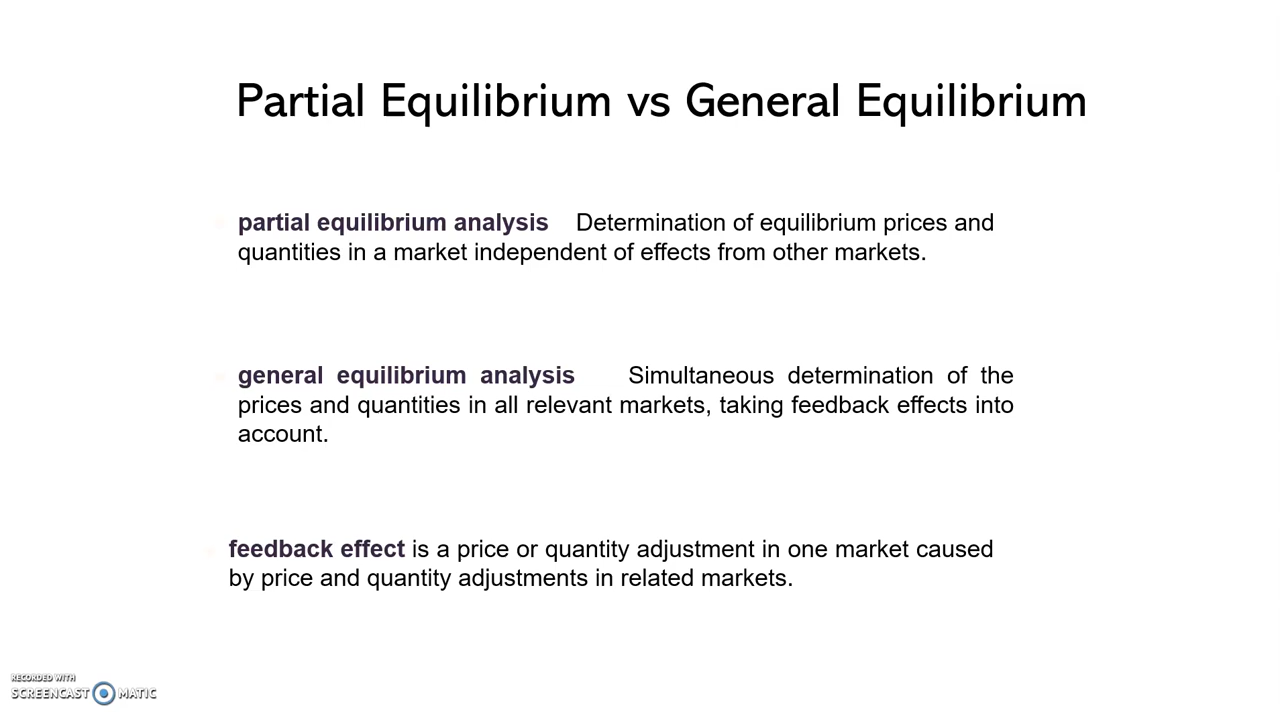 Partial Equilibrium vs General Equilibrium
partial equilibrium analysis Determination of equilibrium prices and
quantities in a market independent of effects from other markets.
general equilibrium analysis Simultaneous determination of the
prices and quantities in all relevant markets, taking feedback effects into
account.
feedback effect is a price or quantity adjustment in one market caused
by price and quantity adjustments in related markets.
RECORDED WITH
SCREENCAST MATIC